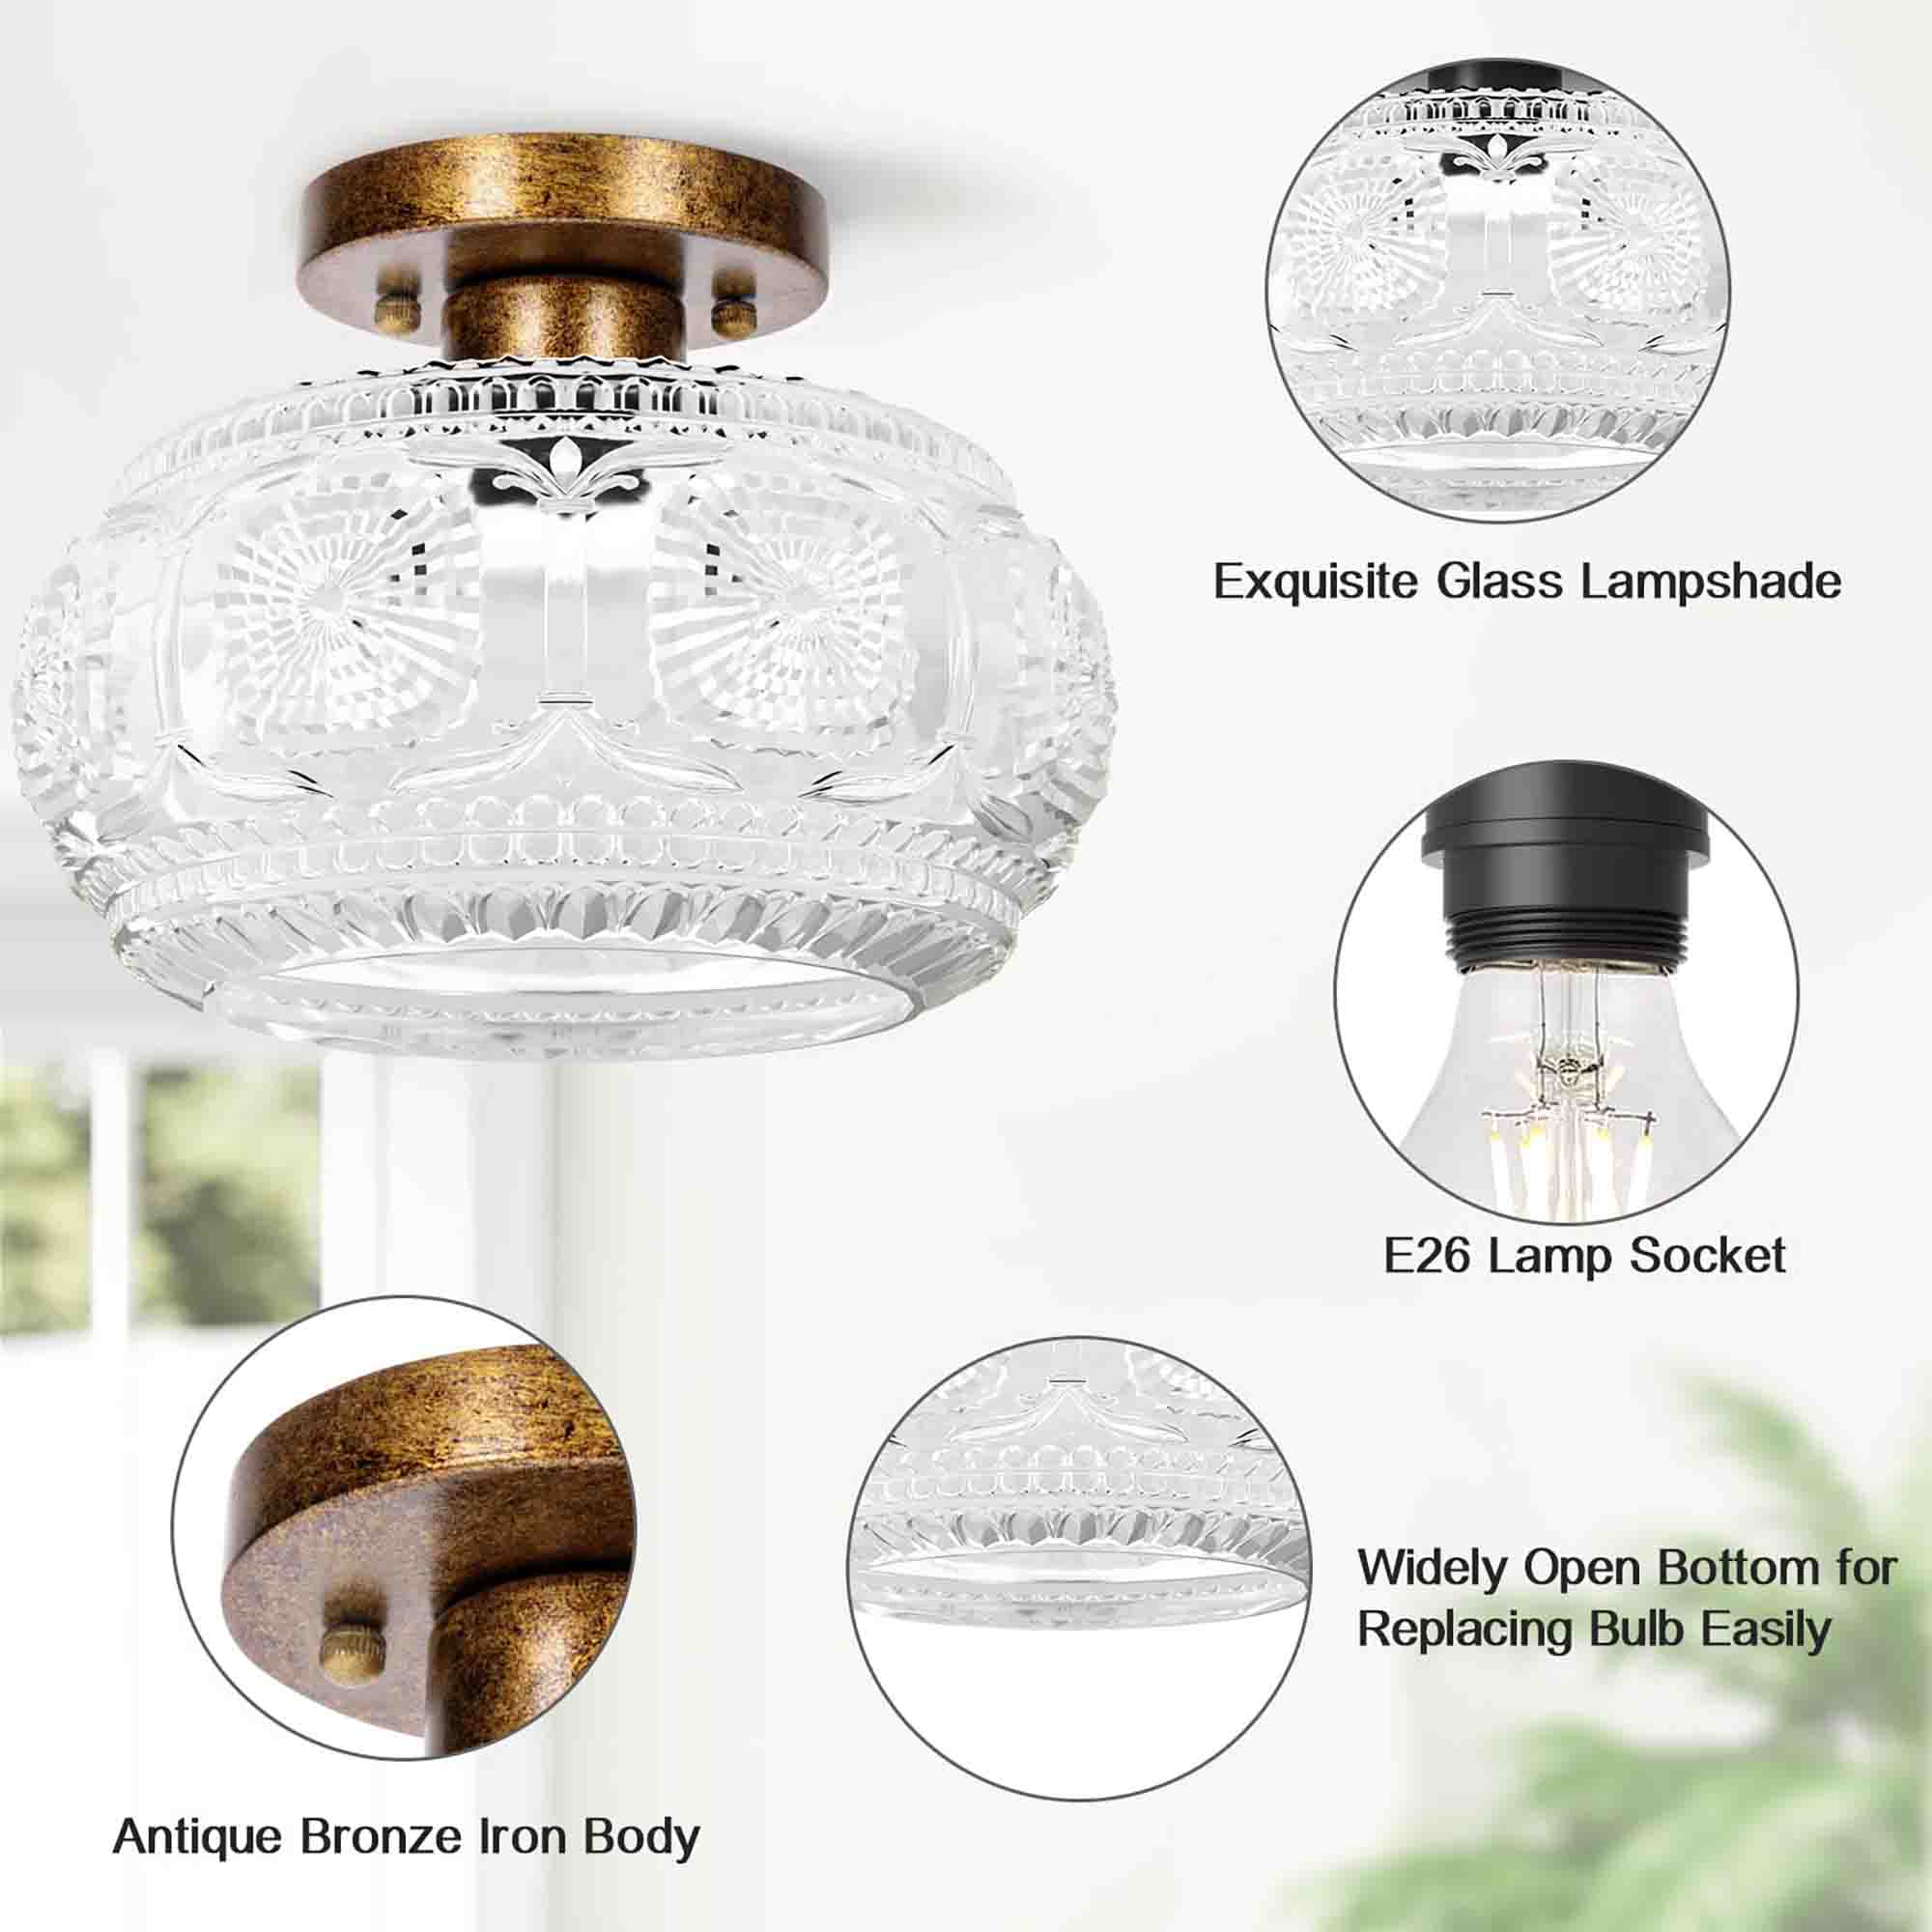 Exquisite Glass Lampshade
E26 Lamp Socket
Widely Open Bottom for
Replacing Bulb Easily
Antique Bronze Iron Body